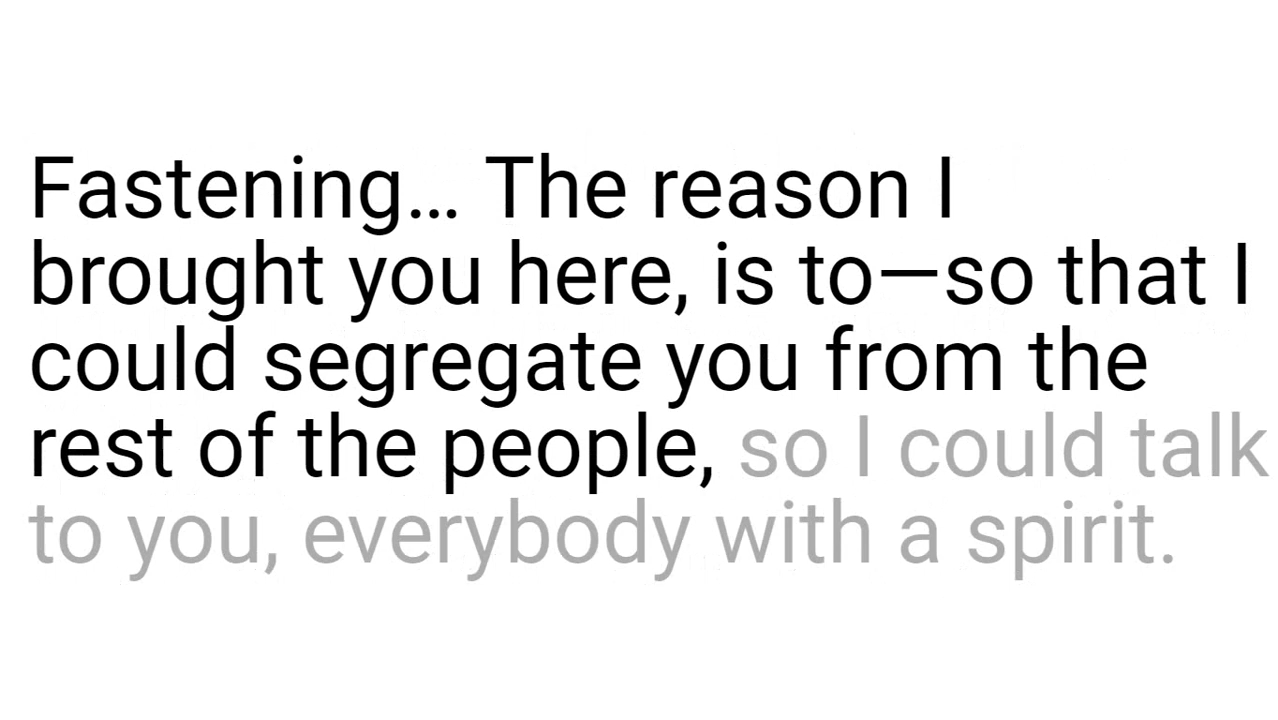 Fastening… The reason I
brought you here, is to—so that I
could segregate you from the
rest of the people, so I could talk
to you, everybody with a spirit.